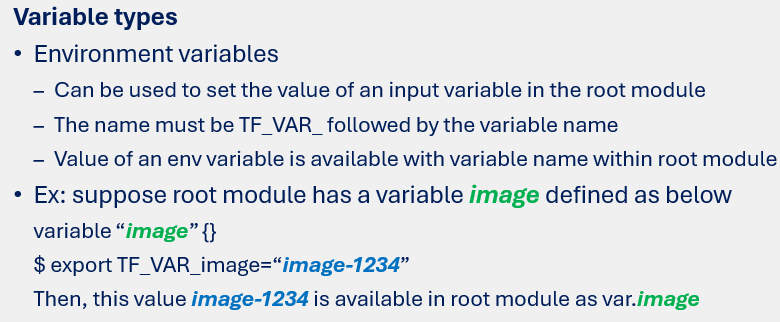 Variable types
• Environment variables
– Can be used to set the value of an input variable in the root module
– The name must be TF_VAR_ followed by the variable name
– Value of an env variable is available with variable name within root module
• Ex: suppose root module has a variable image defined as below
variable “image” {}
$ export TF_VAR_image=“image-1234”
Then, this value image-1234 is available in root module as var.image